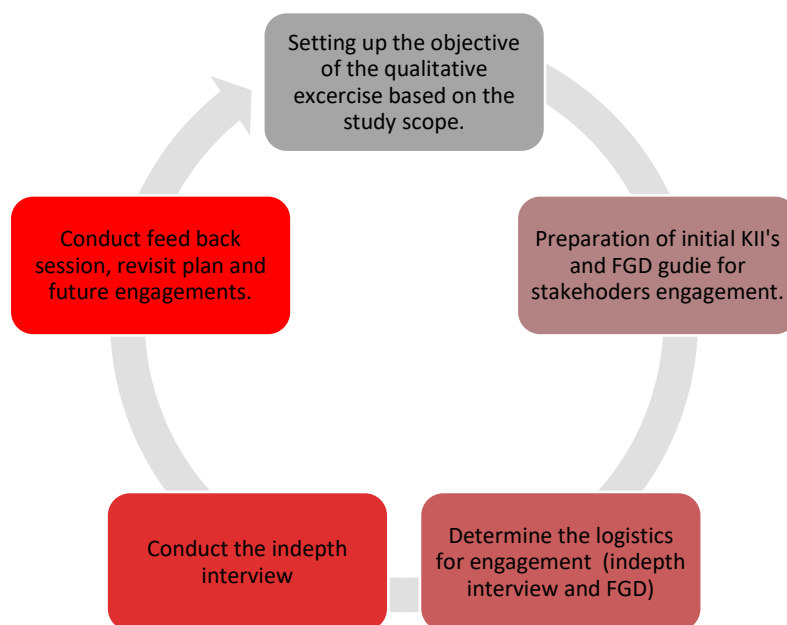 Setting up the objective
of the qualitative
excercise based on the
study scope.
Preparation of initial KII's
and FGD gudie for
stakehoders engagement.
Determine the logistics
for engagement (indepth
interview and FGD)
Conduct the indepth
interview
Conduct feed back
session, revisit plan and
future engagements.